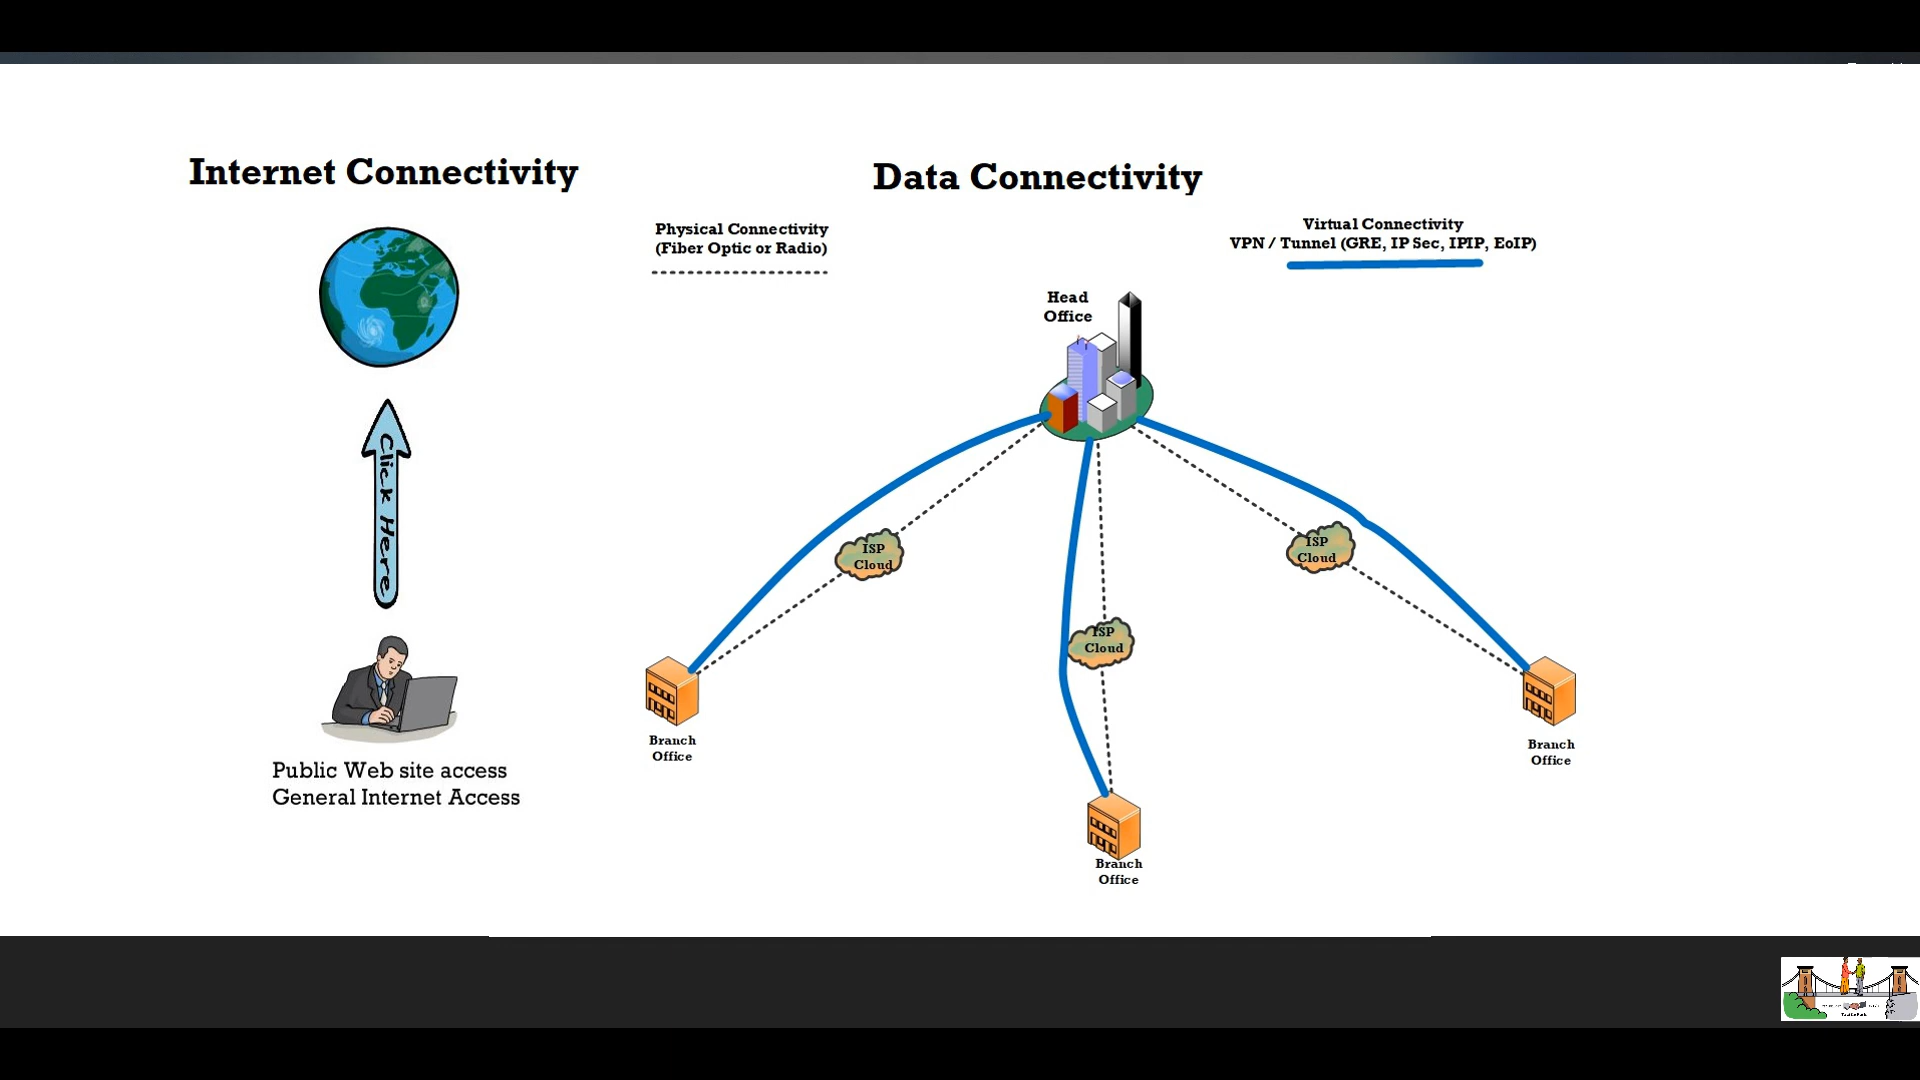 Internet Connectivity
Data Connectivity
Physical Connectivity
(Fiber Optic or Radio)
Virtual Connectivity
VPN / Tunnel (GRE, IP Sec, IPIP, EoIP)
Head
Office
Click Here
ISP
Cloud
ISP
Cloud
ISP
Cloud
Branch
Office
Branch
Office
Branch
Office
Public Web site access
General Internet Access